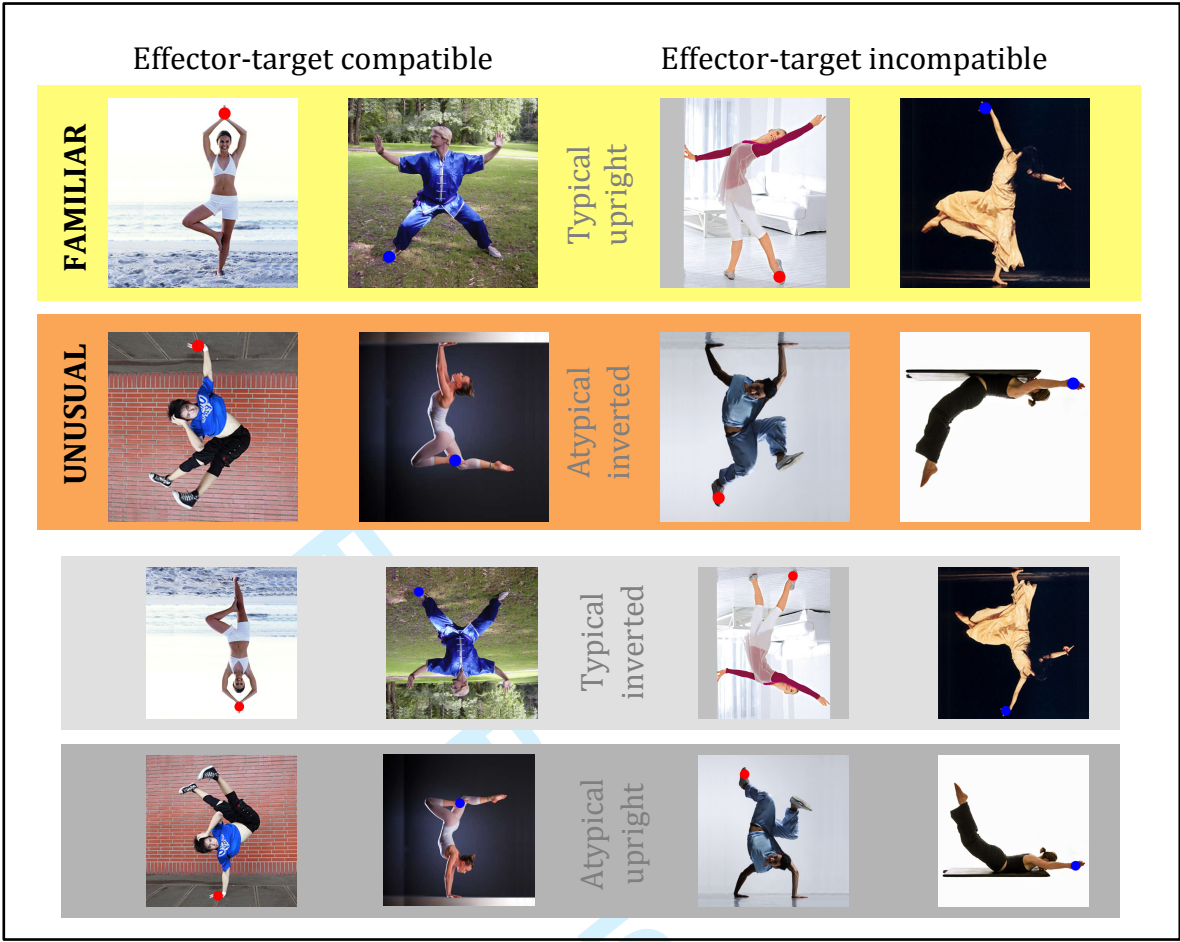 Effector-target compatible
Effector-target incompatible
FAMILIAR
Typical
upright
UNUSUAL
Atypical
inverted
Typical
inverted
Atypical
upright